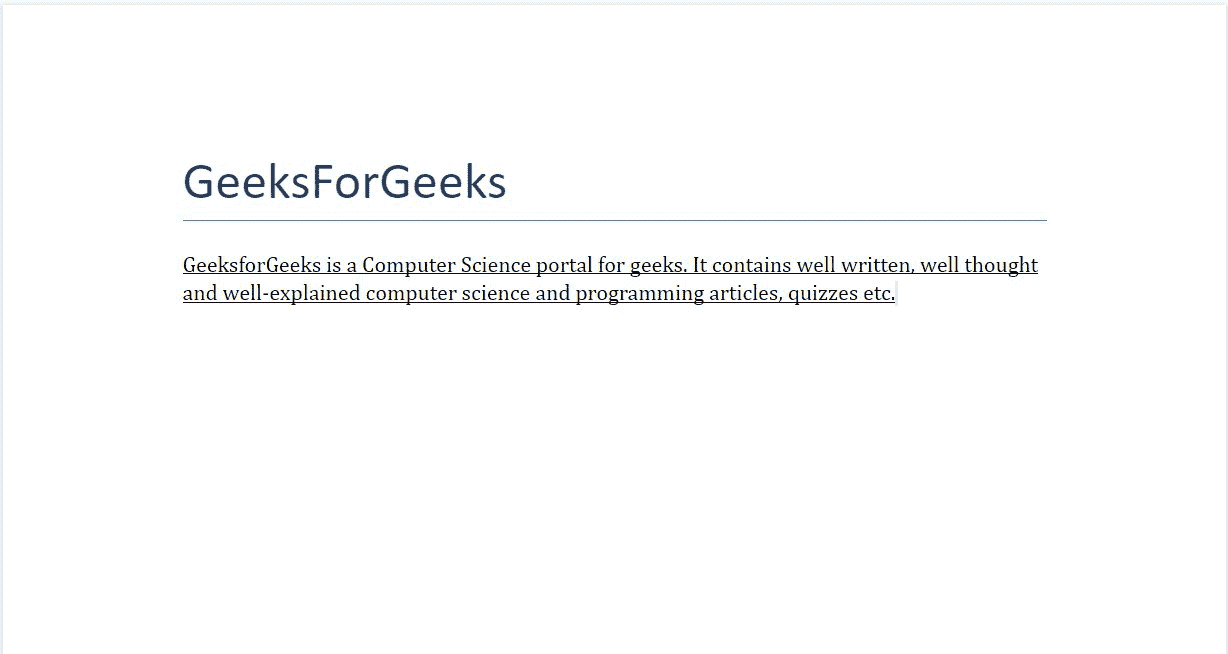 GeeksForGeeks
GeeksforGeeks is a Computer Science portal for geeks. It contains well written, well thought
and well-explained computer science and programming articles, quizzes etc.